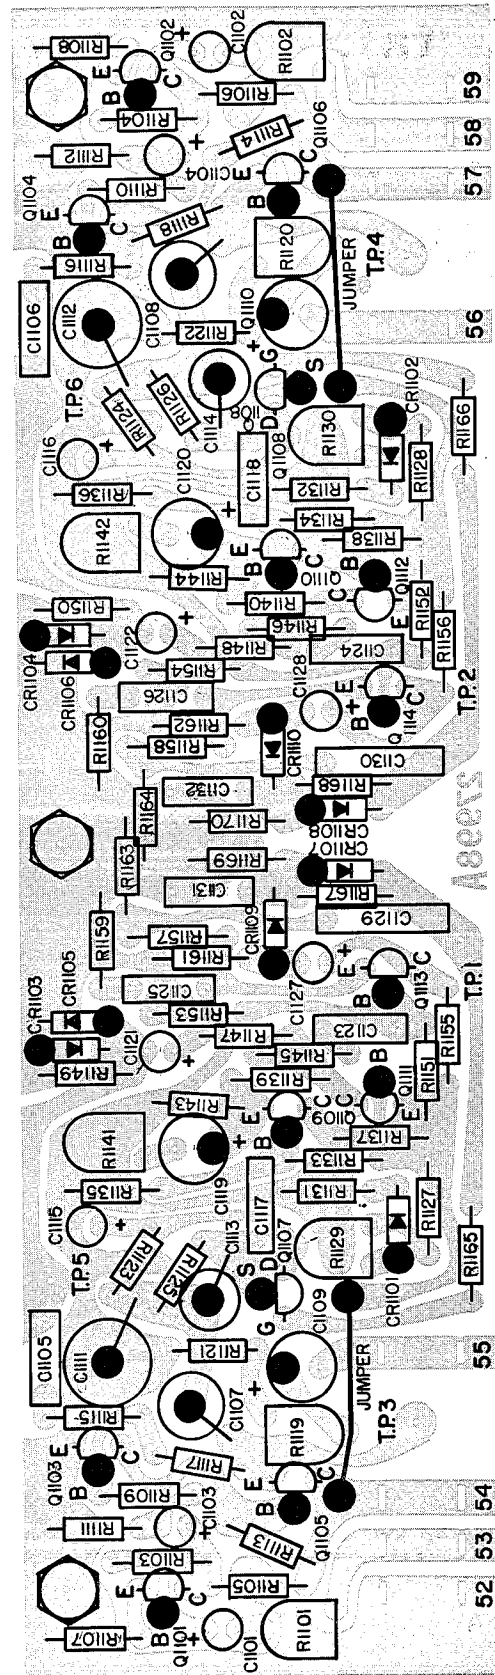 R1108
E
C
B
Q1102
+
C1102
R1102
R1104
R1106
R1112
+
C1104
R1114
Q1106
Q1104
R1110
E
B
C
R1118
E
B
C
R1116
R1120
JUMPER
T.P.4
C1106
C1112
C1108
R1122
Q1110
T.P.6
R1124
R1126
C1114
+
G
D
S
Q1108
R1130
CR1102
C1116
+
C1120
C1118
R1166
R1136
R1132
R1128
R1142
+
R1134
E
B
C
Q1110
R1138
R1144
R1140
B
C
E
Q1112
R1150
C1122
+
R1146
R1148
R1152
CR1104
CR1106
R1154
C1124
R1156
C1126
C1128
+
B
E
C
Q1114
T.P.2
R1160
R1162
R1158
CR1110
C1130
C1132
R1168
R1164
R1170
CR1108
CR1107
R1163
R1169
R1167
C1131
R1159
CR1109
C1129
R1157
R1161
C1127
+
E
C
B
Q1113
T.P.1
CR1103
CR1105
C1125
R1153
C1121
+
R1147
C1123
R1149
R1145
R1155
R1139
B
E
Q1111
R1151
R1143
E
C
B
Q1109
R1141
C1119
+
R1137
R1133
R1135
C1117
R1131
R1127
C1115
+
T.P.5
R1123
R1125
C1113
S
D
G
Q1107
R1129
CR1101
R1165
C1109
C1105
C1111
R1121
JUMPER
T.P.3
C1107
+
R1115
E
B
C
Q1103
R1119
R1117
E
B
C
Q1105
R1109
C1103
+
R1111
R1113
R1103
E
C
B
Q1101
R1105
R1107
+
C1101
R1101
59
58
57
56
55
54
53
52